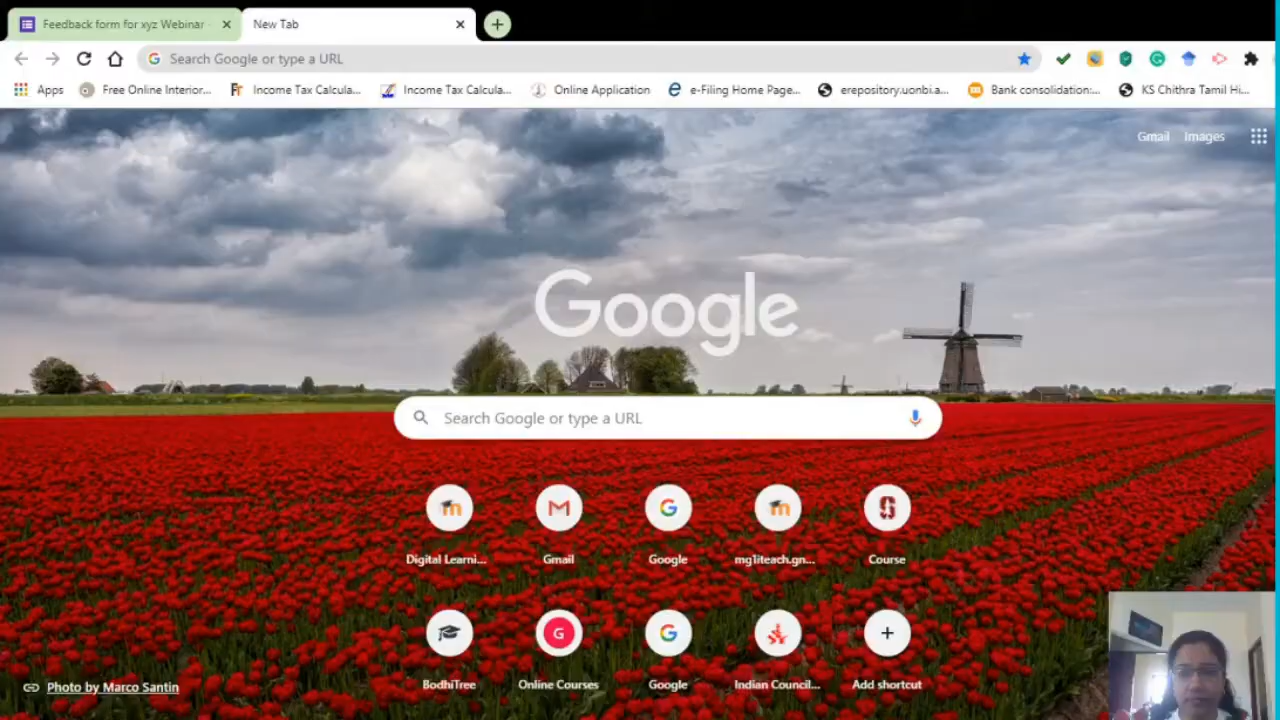 Feedback form for xyz Webinar
New Tab
Search Google or type a URL
Apps
Free Online Interior...
Income Tax Calcula...
Income Tax Calcula...
Online Application
e-Filing Home Page...
erepository.uonbi.a...
Bank consolidation:...
KS Chithra Tamil Hi...
Gmail
Images
Google
Search Google or type a URL
Digital Learni...
Gmail
Google
mg1iteach.gn...
Course
BodhiTree
Online Courses
Google
Indian Council...
Add shortcut
Photo by Marco Santin